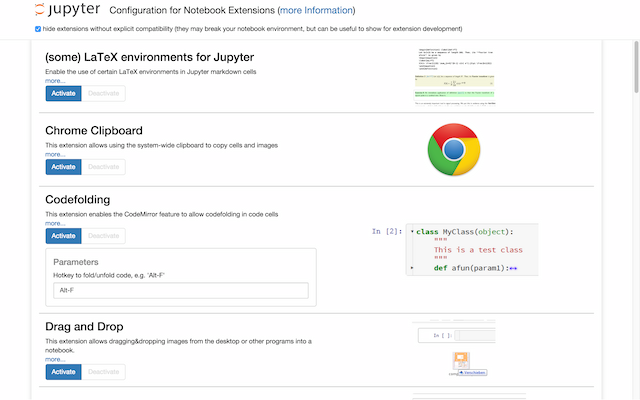 jupyter Configuration for Notebook Extensions (more Information)
hide extensions without explicit compatibility (they may break your notebook environment, but can be useful to show for extension development)
(some) LaTeX environments for Jupyter
Enable the use of certain LaTeX environments in Jupyter markdown cells
more...
Activate Deactivate
Chrome Clipboard
This extension allows using the system-wide clipboard to copy cells and images
more...
Activate Deactivate
Codefolding
This extension enables the CodeMirror feature to allow codefolding in code cells
more...
Activate Deactivate
In [2]: class MyClass(object):
"""
This is a test class
"""
def afun(param1):
Parameters
Hotkey to fold/unfold code, e.g. 'Alt-F'
Alt-F
Drag and Drop
This extension allows dragging&dropping images from the desktop or other programs into a
notebook.
more...
Activate Deactivate
In [ ]: